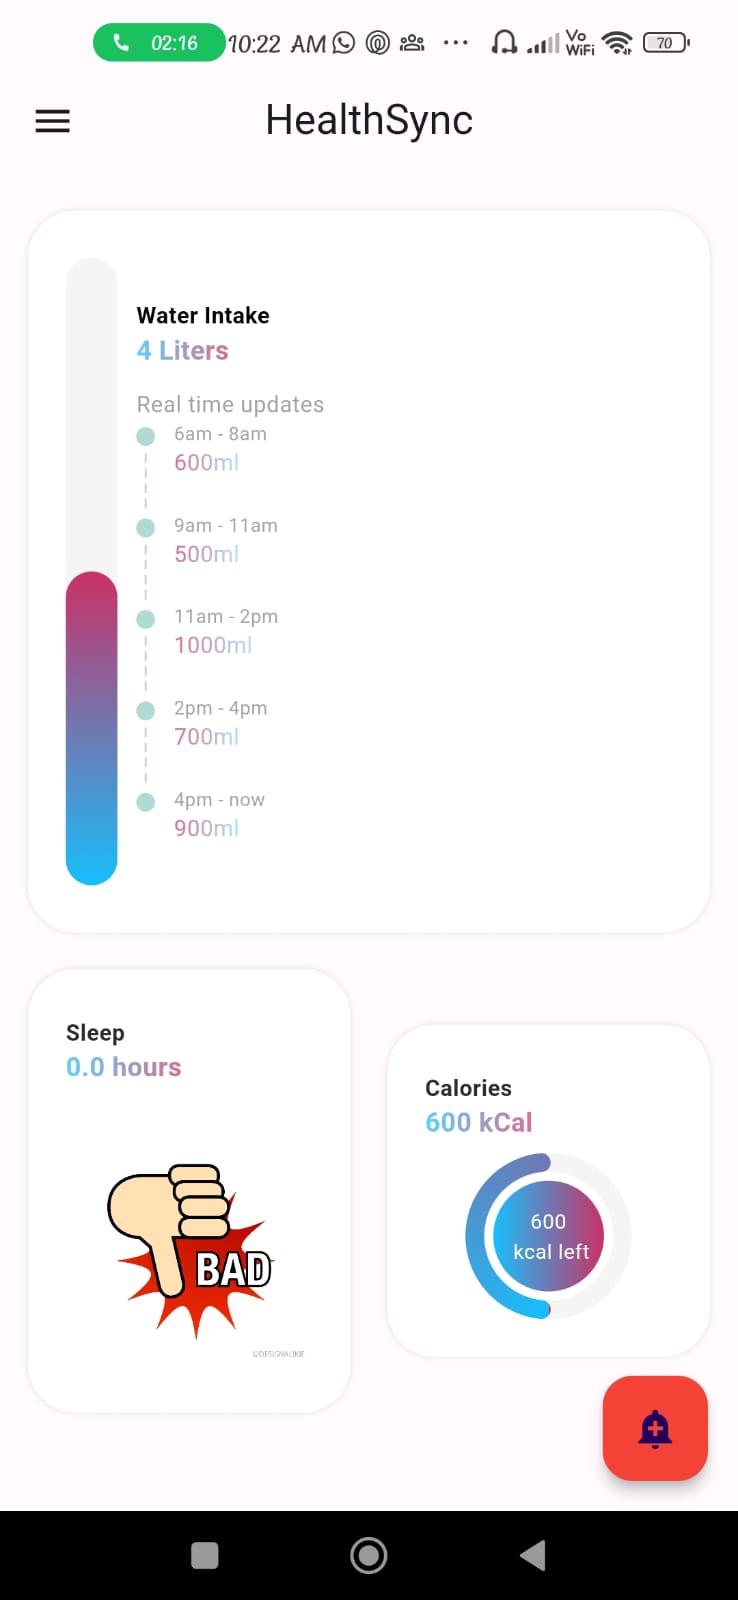 02:16 10:22 AM Vo WiFi 70
HealthSync
Water Intake
4 Liters
Real time updates
6am - 8am
600ml
9am - 11am
500ml
11am - 2pm
1000ml
2pm - 4pm
700ml
4pm - now
900ml
Sleep
0.0 hours
BAD
©DESIGNALIKIE
Calories
600 kCal
600
kcal left